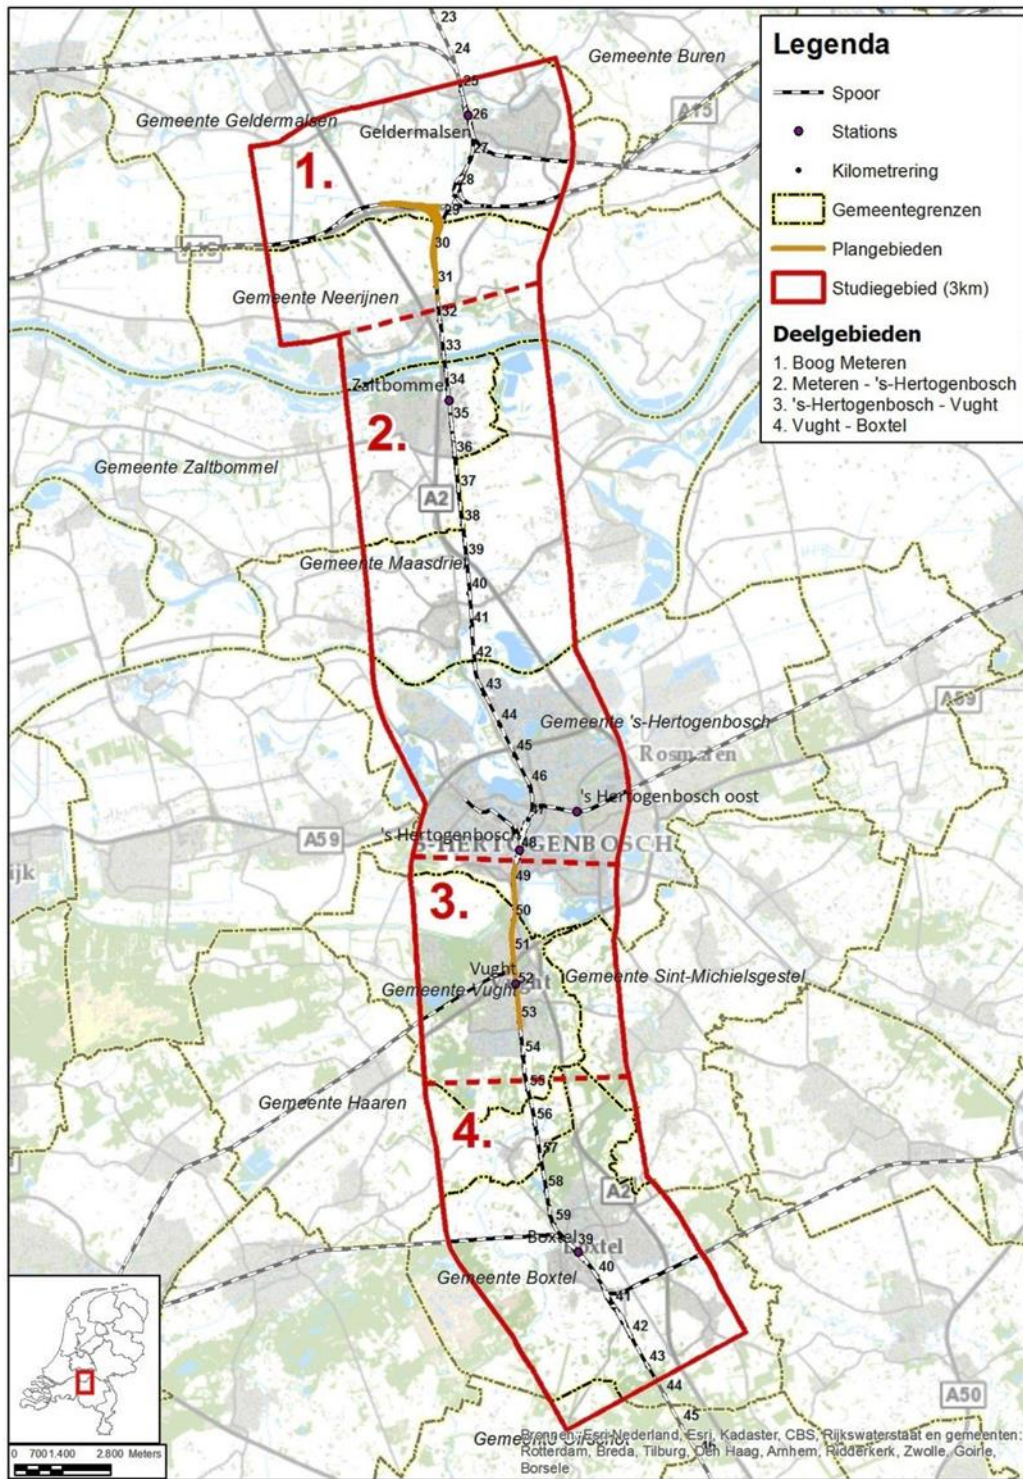 23
24
25
Gemeente Buren
A15
Gemeente Geldermalsen
26
Geldermalsen
27
1.
28
29
30
31
Gemeente Neerijnen
32
33
34
Zaltbommel
35
2.
36
Gemeente Zaltbommel
37
A2
38
39
Gemeente Maasdriel
40
41
42
43
44
Gemeente 's-Hertogenbosch
A59
45
Rosmalen
46
's Hertogenbosch oost
47
A59
's Hertogenbosch
48
'S-HERTOGENBOSCH
49
3.
50
51
Vught
52
Gemeente Sint-Michielsgestel
Gemeente Vught
Vught
53
54
55
Gemeente Haaren
56
4.
57
58
A2
59
Boxtel
39
Boxtel
40
Gemeente Boxtel
41
42
43
44
A50
45
46
Gemeente Oirschot
Legenda
Spoor
Stations
Kilometrering
Gemeentegrenzen
Plangebieden
Studiegebied (3km)
Deelgebieden
1. Boog Meteren
2. Meteren - 's-Hertogenbosch
3. 's-Hertogenbosch - Vught
4. Vught - Boxtel
0 700 1.400 2.800 Meters
Bronnen: Esri Nederland, Esri, Kadaster, CBS, Rijkswaterstaat en gemeenten:
Rotterdam, Breda, Tilburg, Den Haag, Arnhem, Ridderkerk, Zwolle, Goirle,
Borsele